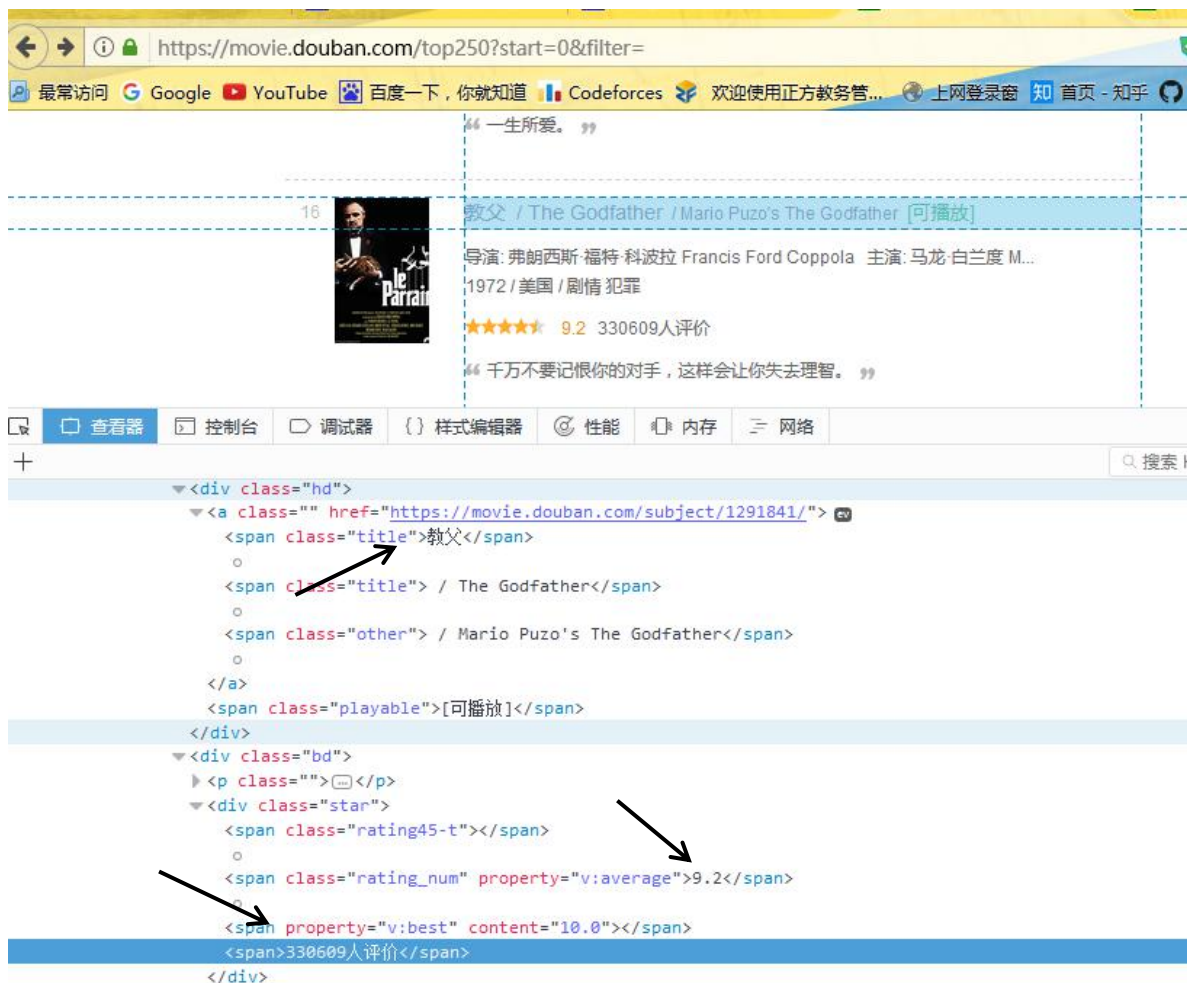 https://movie.douban.com/top250?start=0&filter=
最常访问 Google YouTube 百度一下，你就知道 Codeforces 欢迎使用正方教务管... 上网登录窗 知 首页 - 知乎
“ 一生所爱。 ”
16 教父 / The Godfather / Mario Puzo's The Godfather [可播放]
导演: 弗朗西斯·福特·科波拉 Francis Ford Coppola 主演: 马龙·白兰度 M...
1972 / 美国 / 剧情 犯罪
9.2 330609人评价
“ 千万不要记恨你的对手，这样会让你失去理智。 ”
le
Parrain
查看器 控制台 调试器 {} 样式编辑器 性能 内存 网络
+ 搜索 H
<div class="hd">
<a class="" href="https://movie.douban.com/subject/1291841/"> ev
<span class="title">教父</span>
<span class="title"> / The Godfather</span>
<span class="other"> / Mario Puzo's The Godfather</span>
</a>
<span class="playable">[可播放]</span>
</div>
<div class="bd">
<p class="">…</p>
<div class="star">
<span class="rating45-t"></span>
<span class="rating_num" property="v:average">9.2</span>
<span property="v:best" content="10.0"></span>
<span>330609人评价</span>
</div>